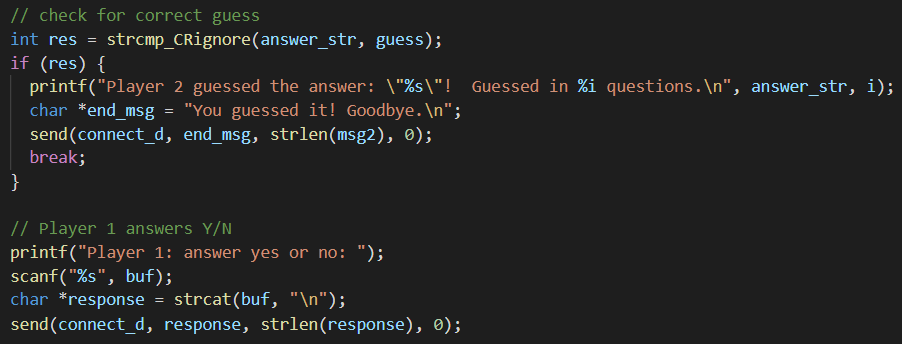 // check for correct guess
int res = strcmp_CRignore(answer_str, guess);
if (res) {
  printf("Player 2 guessed the answer: \"%s\"!  Guessed in %i questions.\n", answer_str, i);
  char *end_msg = "You guessed it! Goodbye.\n";
  send(connect_d, end_msg, strlen(msg2), 0);
  break;
}
// Player 1 answers Y/N
printf("Player 1: answer yes or no: ");
scanf("%s", buf);
char *response = strcat(buf, "\n");
send(connect_d, response, strlen(response), 0);